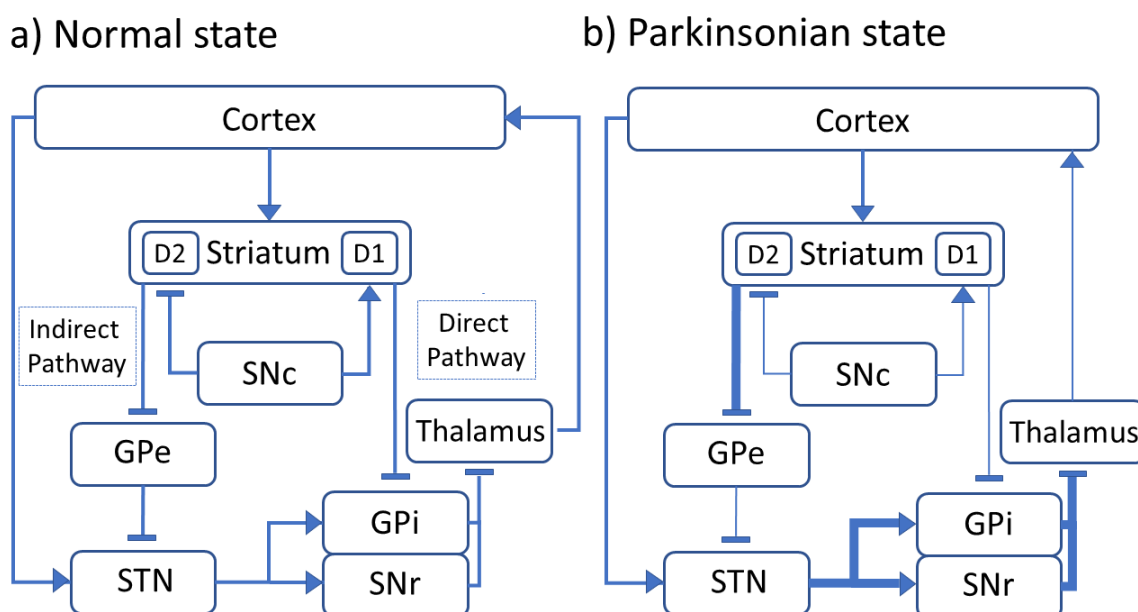 a) Normal state
Cortex
D2
Striatum
D1
Indirect
Pathway
Direct
Pathway
SNc
Thalamus
GPe
GPi
STN
SNr
b) Parkinsonian state
Cortex
D2
Striatum
D1
SNc
Thalamus
GPe
GPi
STN
SNr